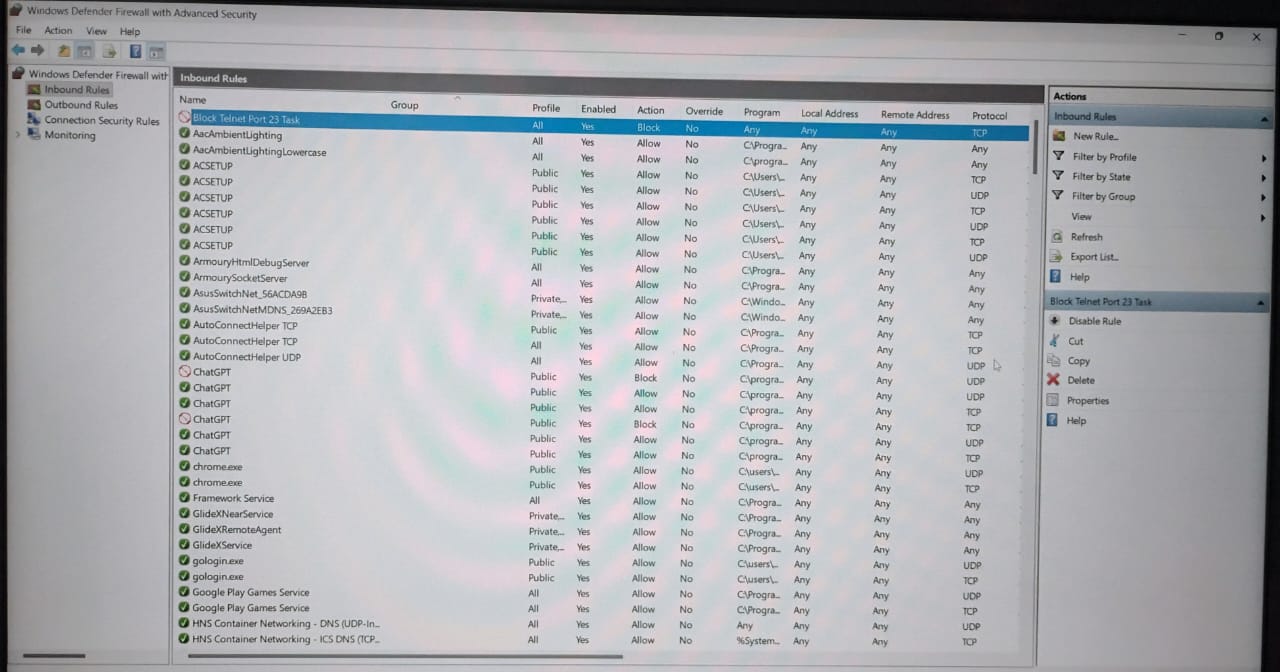 Windows Defender Firewall with Advanced Security
File Action View Help
Windows Defender Firewall with
Inbound Rules
Outbound Rules
Connection Security Rules
Monitoring
Inbound Rules
Name Group Profile Enabled Action Override Program Local Address Remote Address Protocol
Block Telnet Port 23 Task All Yes Block No Any Any Any TCP
AacAmbientLighting All Yes Allow No C:\Progra... Any Any Any
AacAmbientLightingLowercase All Yes Allow No C:\progra... Any Any Any
ACSETUP Public Yes Allow No C:\Users\... Any Any TCP
ACSETUP Public Yes Allow No C:\Users\... Any Any UDP
ACSETUP Public Yes Allow No C:\Users\... Any Any TCP
ACSETUP Public Yes Allow No C:\Users\... Any Any UDP
ACSETUP Public Yes Allow No C:\Users\... Any Any TCP
ACSETUP Public Yes Allow No C:\Users\... Any Any UDP
ArmouryHtmlDebugServer All Yes Allow No C:\Progra... Any Any Any
ArmourySocketServer All Yes Allow No C:\Progra... Any Any Any
AsusSwitchNet_56ACDA9B Private,... Yes Allow No C:\Windo... Any Any Any
AsusSwitchNetMDNS_269A2EB3 Private,... Yes Allow No C:\Windo... Any Any Any
AutoConnectHelper TCP Public Yes Allow No C:\Progra... Any Any TCP
AutoConnectHelper TCP All Yes Allow No C:\Progra... Any Any TCP
AutoConnectHelper UDP All Yes Allow No C:\Progra... Any Any UDP
ChatGPT Public Yes Block No C:\progra... Any Any UDP
ChatGPT Public Yes Allow No C:\progra... Any Any UDP
ChatGPT Public Yes Allow No C:\progra... Any Any TCP
ChatGPT Public Yes Block No C:\progra... Any Any TCP
ChatGPT Public Yes Allow No C:\progra... Any Any UDP
ChatGPT Public Yes Allow No C:\progra... Any Any TCP
chrome.exe Public Yes Allow No C:\users\... Any Any UDP
chrome.exe Public Yes Allow No C:\users\... Any Any TCP
Framework Service All Yes Allow No C:\Progra... Any Any Any
GlideXNearService Private,... Yes Allow No C:\Progra... Any Any Any
GlideXRemoteAgent Private,... Yes Allow No C:\Progra... Any Any Any
GlideXService Private,... Yes Allow No C:\Progra... Any Any Any
gologin.exe Public Yes Allow No C:\users\... Any Any UDP
gologin.exe Public Yes Allow No C:\users\... Any Any TCP
Google Play Games Service All Yes Allow No C:\Progra... Any Any UDP
Google Play Games Service All Yes Allow No C:\Progra... Any Any TCP
HNS Container Networking - DNS (UDP-In... All Yes Allow No Any Any Any UDP
HNS Container Networking - ICS DNS (TCP... All Yes Allow No %System... Any Any TCP
Actions
Inbound Rules
New Rule...
Filter by Profile
Filter by State
Filter by Group
View
Refresh
Export List...
Help
Block Telnet Port 23 Task
Disable Rule
Cut
Copy
Delete
Properties
Help